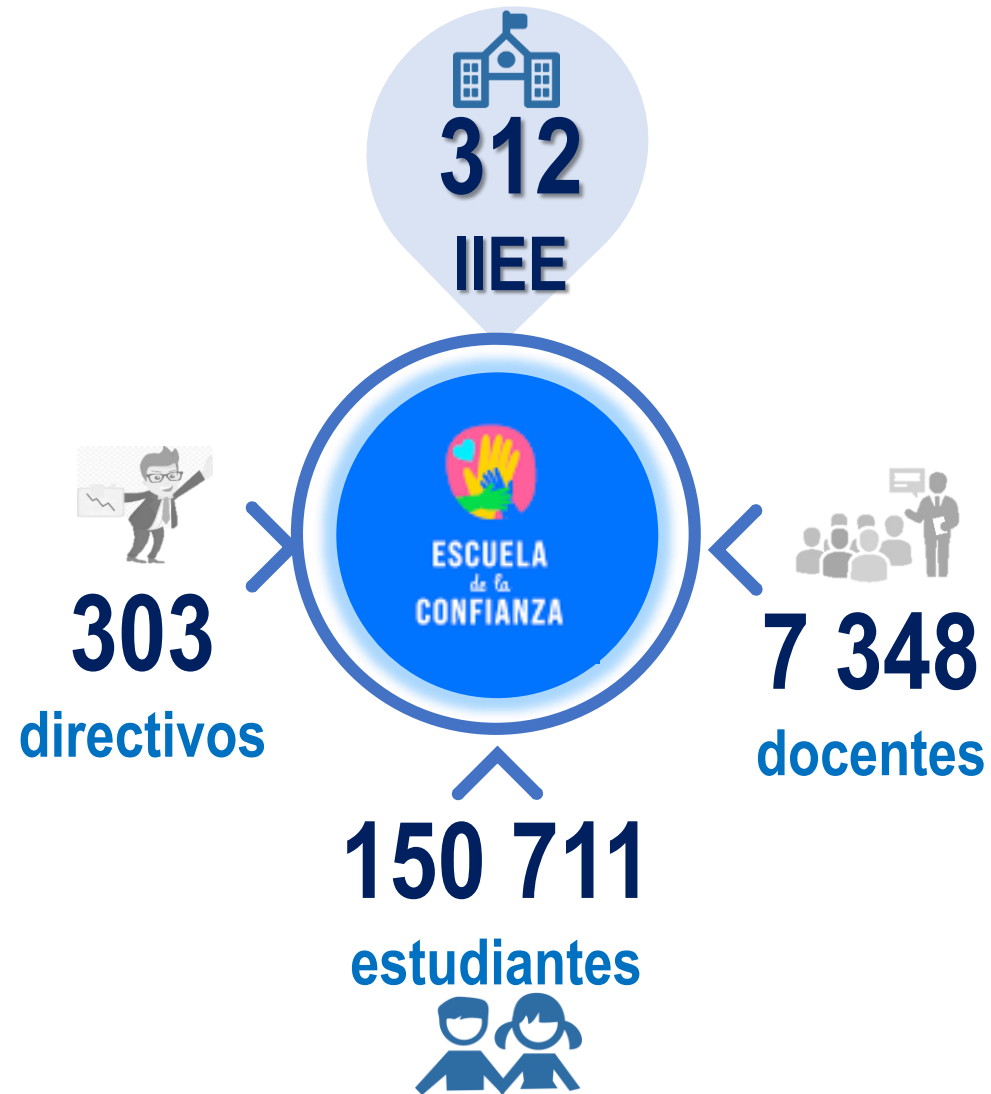 312
IIEE
ESCUELA
de la
CONFIANZA
303
directivos
7 348
docentes
150 711
estudiantes